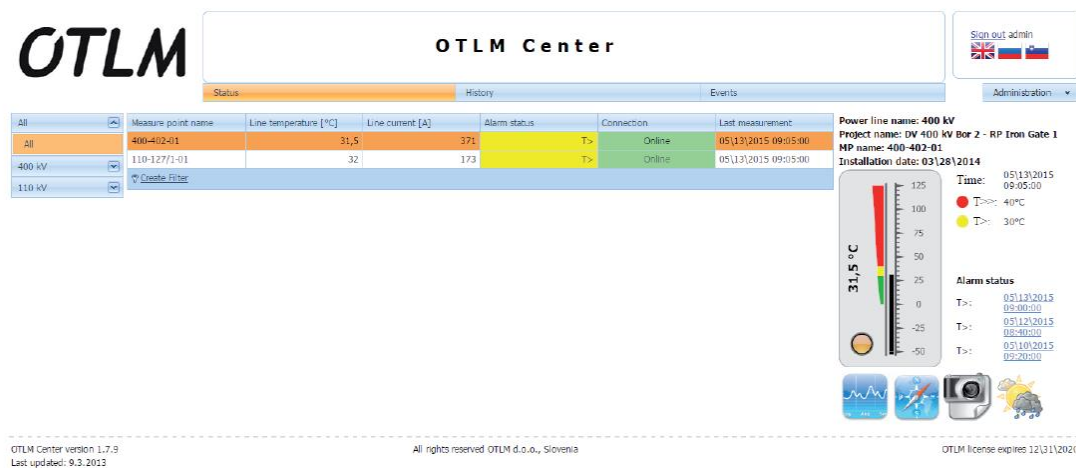 OTLM
OTLM Center
Sign out admin
Status History Events Administration
All
All
400 kV
110 kV
Measure point name Line temperature [°C] Line current [A] Alarm status Connection Last measurement
400-402-01 31,5 371 T> Online 05\13\2015 09:05:00
110-127/1-01 32 173 T> Online 05\13\2015 09:05:00
Create Filter
Power line name: 400 kV
Project name: DV 400 kV Bor 2 - RP Iron Gate 1
MP name: 400-402-01
Installation date: 03\28\2014
31,5 °C
125
100
75
50
25
0
-25
-50
Time: 05\13\2015
09:05:00
T>>: 40°C
T>: 30°C
Alarm status
T>: 05\13\2015
09:00:00
T>: 05\12\2015
08:40:00
T>: 05\10\2015
09:20:00
OTLM Center version 1.7.9 All rights reserved OTLM d.o.o., Slovenia OTLM license expires 12\31\2020
Last updated: 9.3.2013